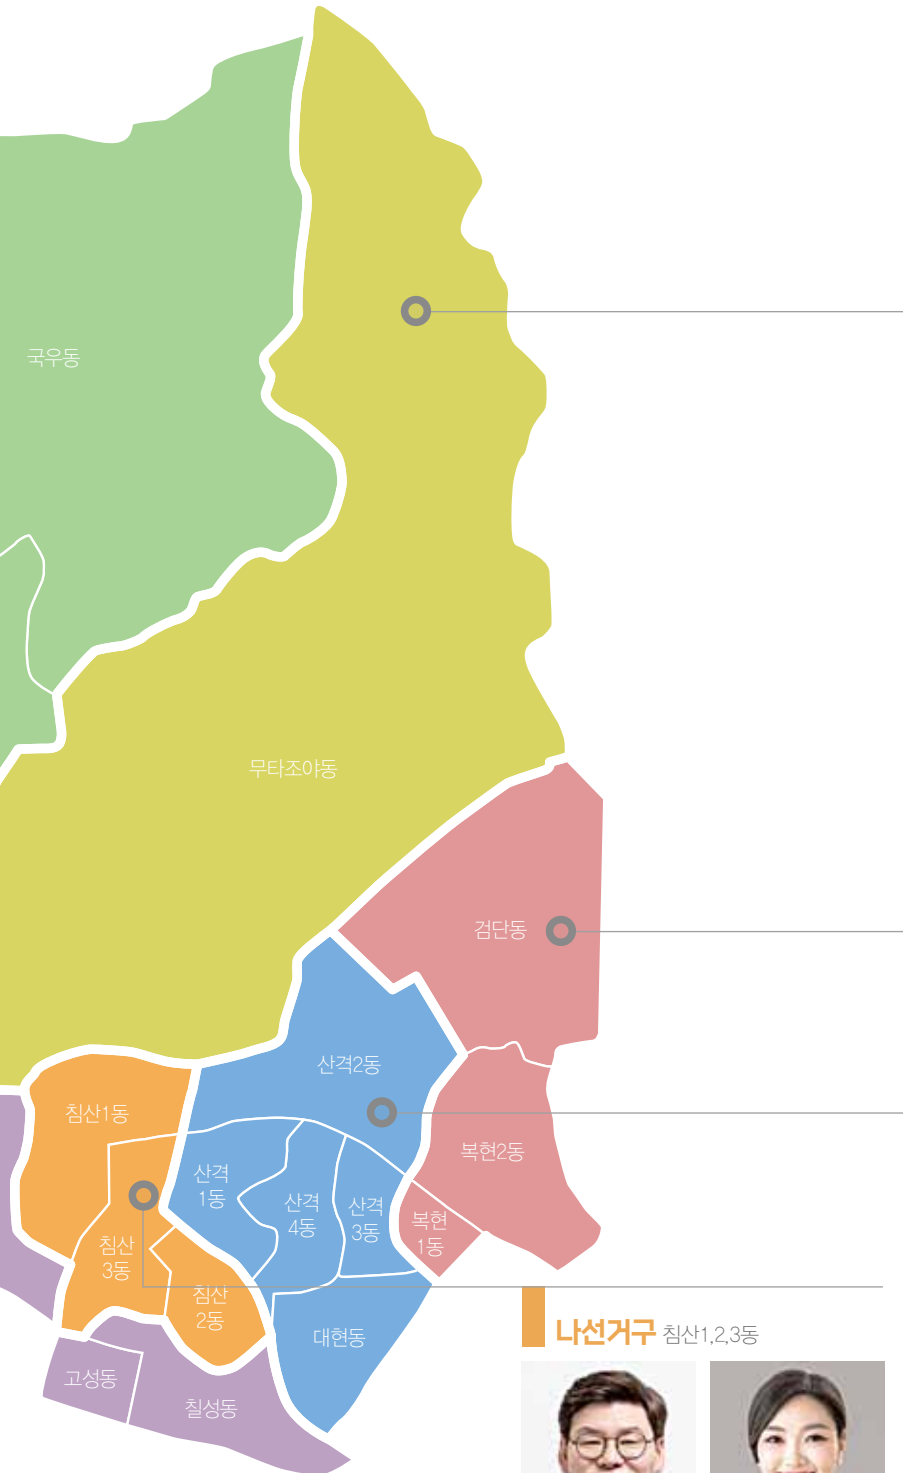 국우동
무타조야동
검단동
산격2동
침산1동
복현2동
산격
1동
산격
4동
산격
3동
복현
1동
침산
3동
침산
2동
나선거구 침산1,2,3동
대현동
고성동
칠성동